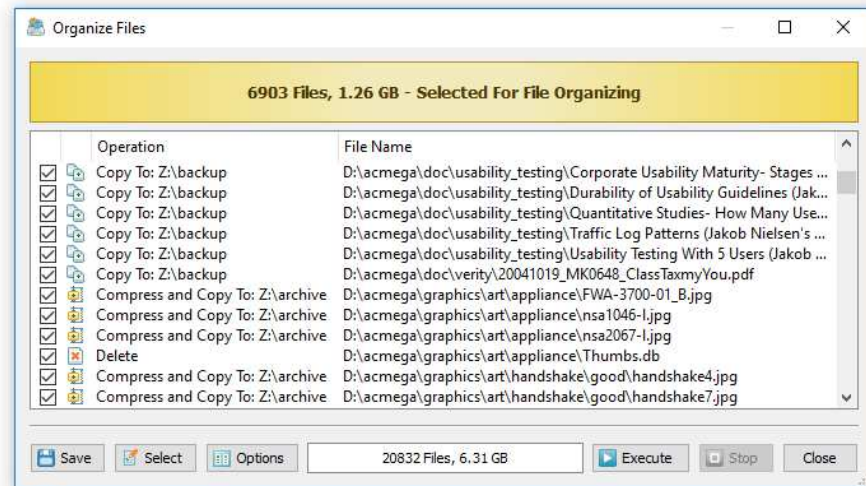 Organize Files
6903 Files, 1.26 GB - Selected For File Organizing
Operation File Name
Copy To: Z:\backup D:\acmega\doc\usability_testing\Corporate Usability Maturity- Stages ...
Copy To: Z:\backup D:\acmega\doc\usability_testing\Durability of Usability Guidelines (Jak...
Copy To: Z:\backup D:\acmega\doc\usability_testing\Quantitative Studies- How Many Use...
Copy To: Z:\backup D:\acmega\doc\usability_testing\Traffic Log Patterns (Jakob Nielsen's ...
Copy To: Z:\backup D:\acmega\doc\usability_testing\Usability Testing With 5 Users (Jakob ...
Copy To: Z:\backup D:\acmega\doc\verity\20041019_MK0648_ClassTaxmyYou.pdf
Compress and Copy To: Z:\archive D:\acmega\graphics\art\appliance\FWA-3700-01_B.jpg
Compress and Copy To: Z:\archive D:\acmega\graphics\art\appliance\nsa1046-l.jpg
Compress and Copy To: Z:\archive D:\acmega\graphics\art\appliance\nsa2067-l.jpg
Delete D:\acmega\graphics\art\appliance\Thumbs.db
Compress and Copy To: Z:\archive D:\acmega\graphics\art\handshake\good\handshake4.jpg
Compress and Copy To: Z:\archive D:\acmega\graphics\art\handshake\good\handshake7.jpg
Save Select Options 20832 Files, 6.31 GB Execute Stop Close